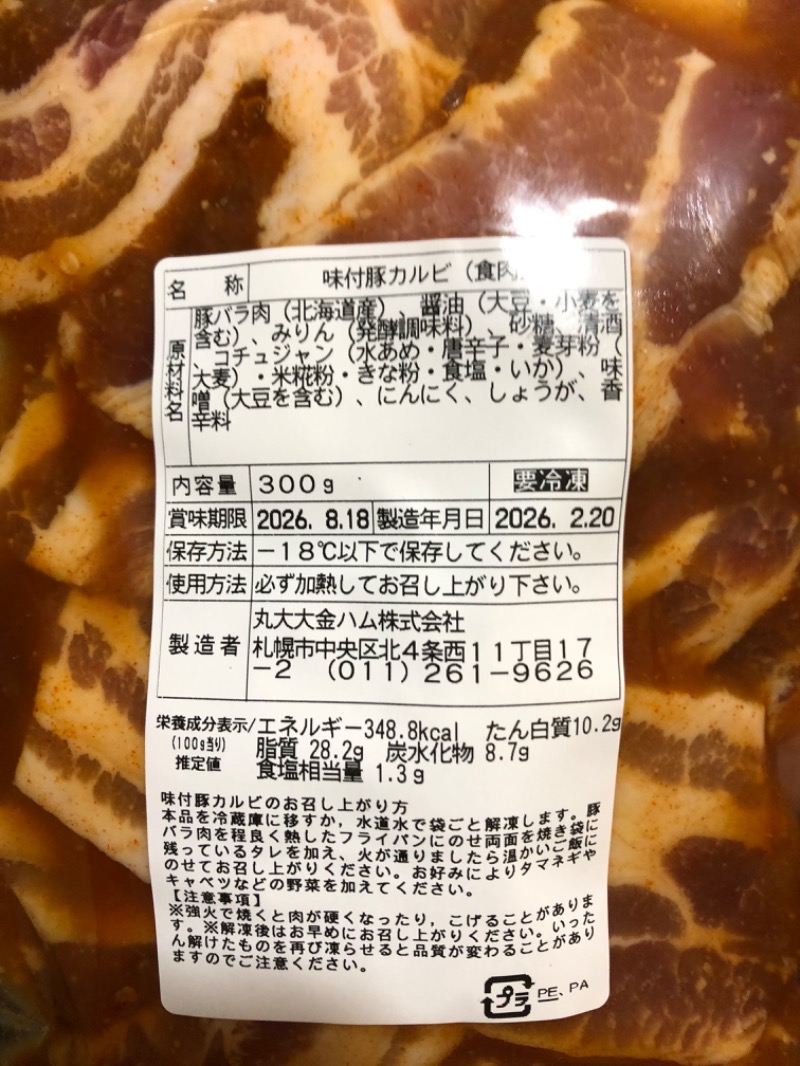 名称 味付豚カルビ（食肉
原材料名
豚バラ肉（北海道産）、醤油（大豆・小麦を
含む）、みりん（発酵調味料）、砂糖、清酒
、コチュジャン（水あめ・唐辛子・麦芽粉（
大麦）・米糀粉・きな粉・食塩・いか）、味
噌（大豆を含む）、にんにく、しょうが、香
辛料
内容量 300g 要冷凍
賞味期限 2026. 8.18 製造年月日 2026. 2.20
保存方法 −18℃以下で保存してください。
使用方法 必ず加熱してお召し上がり下さい。
製造者 丸大大金ハム株式会社
札幌市中央区北4条西11丁目17
−2 （011）261−9626
栄養成分表示/エネルギー348.8kcal たん白質10.2g
(100g当り) 脂質 28.2g 炭水化物 8.7g
推定値 食塩相当量 1.3g
味付豚カルビのお召し上がり方
本品を冷蔵庫に移すか，水道水で袋ごと解凍します。豚
バラ肉を程良く熱したフライパンにのせ両面を焼き袋に
残っているタレを加え、火が通りましたら温かいご飯に
のせてお召し上がりください。お好みによりタマネギや
キャベツなどの野菜を加えてください。
【注意事項】
※強火で焼くと肉が硬くなったり，こげることがありま
す。※解凍後はお早めにお召し上がりください。いった
ん解けたものを再び凍らせると品質が変わることがあり
ますのでご注意ください。
プラ PE、PA